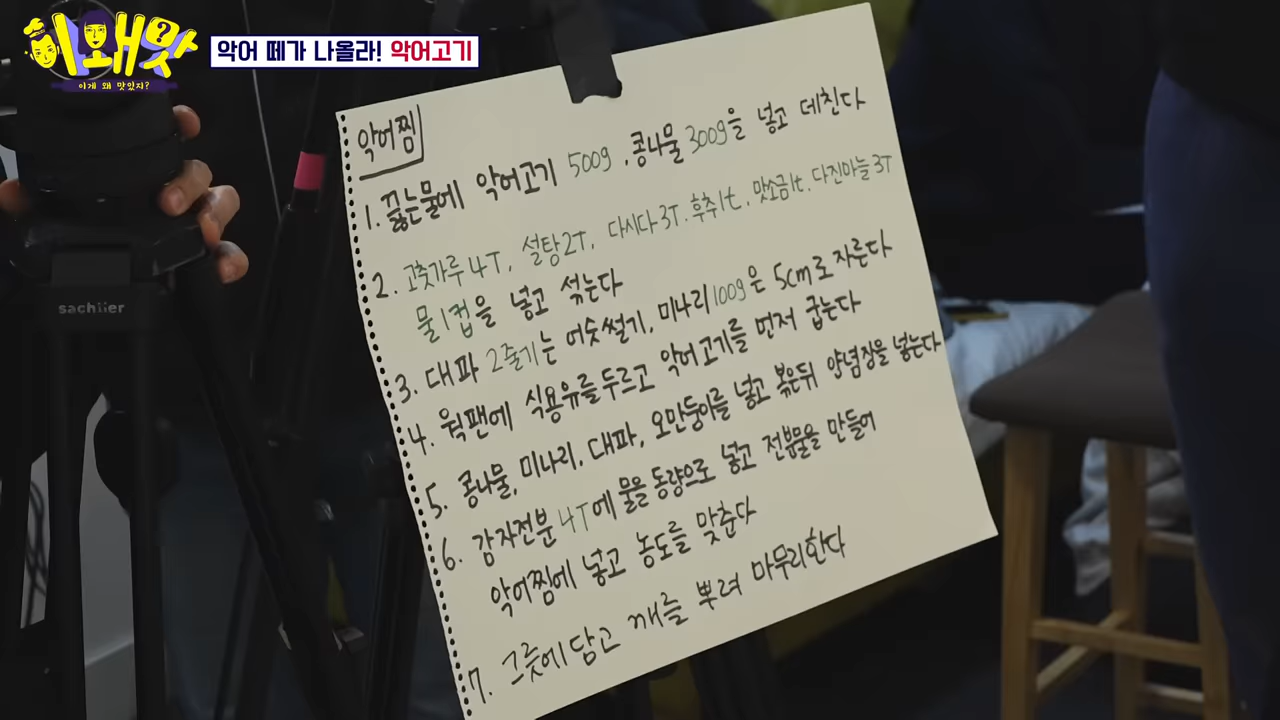 이왜맛
이게 왜 맛있지?
악어 떼가 나올라! 악어고기
sachtler
악어찜
1. 끓는물에 악어고기 500g, 콩나물 300g을 넣고 데친다
2. 고춧가루 4T, 설탕2T, 다시다3T, 후추1t, 맛소금1t, 다진마늘 3T
물1컵을 넣고 섞는다
3. 대파 2줄기는 어슷썰기, 미나리100g은 5cm로 자른다
4. 웍팬에 식용유를두르고 악어고기를 먼저 굽는다
5. 콩나물, 미나리, 대파, 오만둥이를 넣고 볶은뒤 양념장을 넣는다
6. 감자전분 4T에 물을 동량으로 넣고 전분물을 만들어
악어찜에 넣고 농도를 맞춘다
7. 그릇에 담고 깨를 뿌려 마무리한다